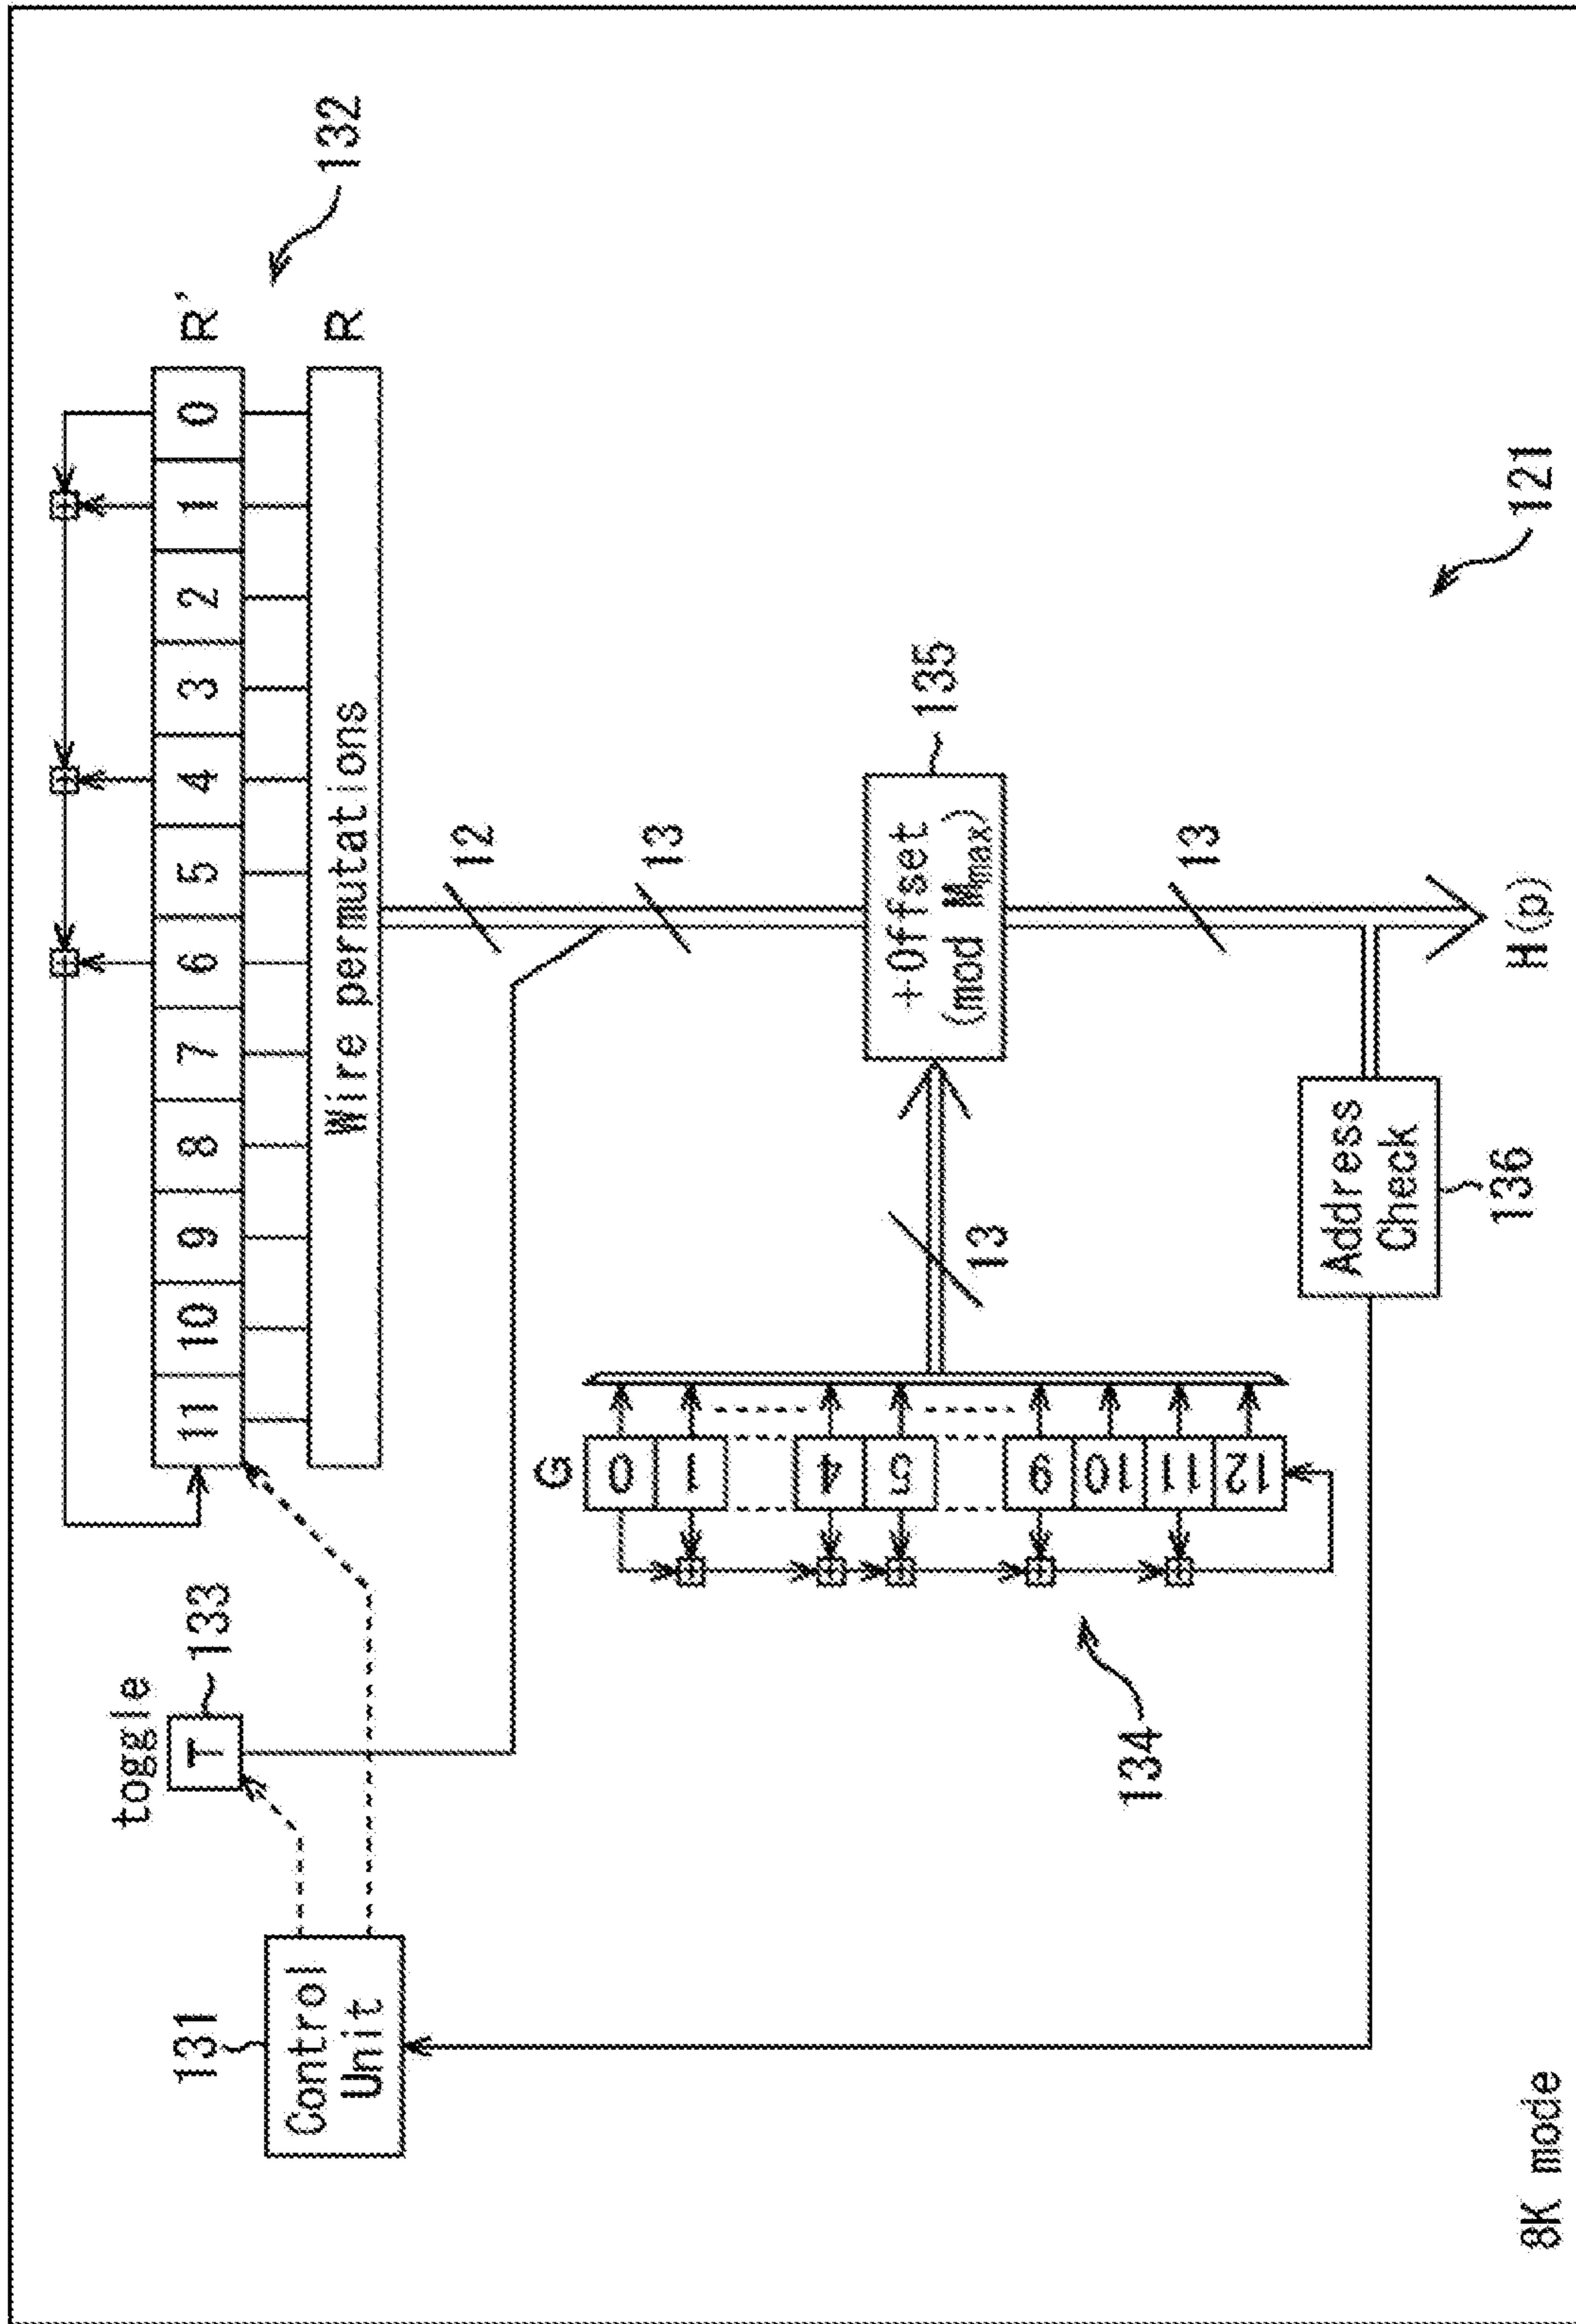 131
Control
Unit
toggle
T
133
11 10 9 8 7 6 5 4 3 2 1 0
R'
132
Wire permutations
R
12
13
G
0
1
4
5
9
10
11
12
134
13
+Offset
(mod Mmax)
135
13
Address
Check
136
H(p)
121
8K mode